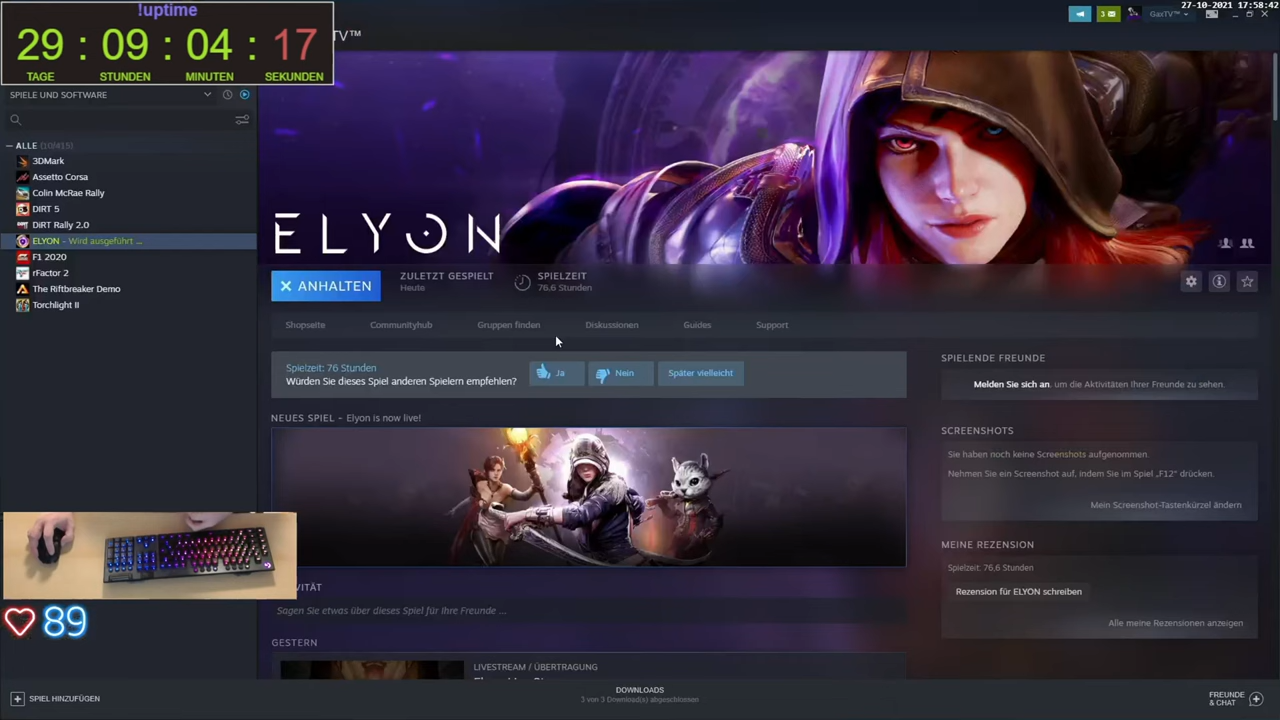 !uptime
29 : 09 : 04 : 17
TAGE STUNDEN MINUTEN SEKUNDEN
TV™
27-10-2021 17:58:42
3
GaxTV™
SPIELE UND SOFTWARE
ALLE (10/415)
3DMark
Assetto Corsa
Colin McRae Rally
DIRT 5
DiRT Rally 2.0
ELYON - Wird ausgeführt ...
F1 2020
rFactor 2
The Riftbreaker Demo
Torchlight II
ELYON
ANHALTEN
ZULETZT GESPIELT
Heute
SPIELZEIT
76,6 Stunden
Shopseite Communityhub Gruppen finden Diskussionen Guides Support
Spielzeit: 76 Stunden
Würden Sie dieses Spiel anderen Spielern empfehlen?
Ja Nein Später vielleicht
NEUES SPIEL - Elyon is now live!
IVITÄT
Sagen Sie etwas über dieses Spiel für Ihre Freunde ...
GESTERN
LIVESTREAM / ÜBERTRAGUNG
SPIELENDE FREUNDE
Melden Sie sich an, um die Aktivitäten Ihrer Freunde zu sehen.
SCREENSHOTS
Sie haben noch keine Screenshots aufgenommen.
Nehmen Sie ein Screenshot auf, indem Sie im Spiel „F12" drücken.
Mein Screenshot-Tastenkürzel ändern
MEINE REZENSION
Spielzeit: 76,6 Stunden
Rezension für ELYON schreiben
Alle meine Rezensionen anzeigen
89
SPIEL HINZUFÜGEN
DOWNLOADS
3 von 3 Download(s) abgeschlossen
FREUNDE
& CHAT